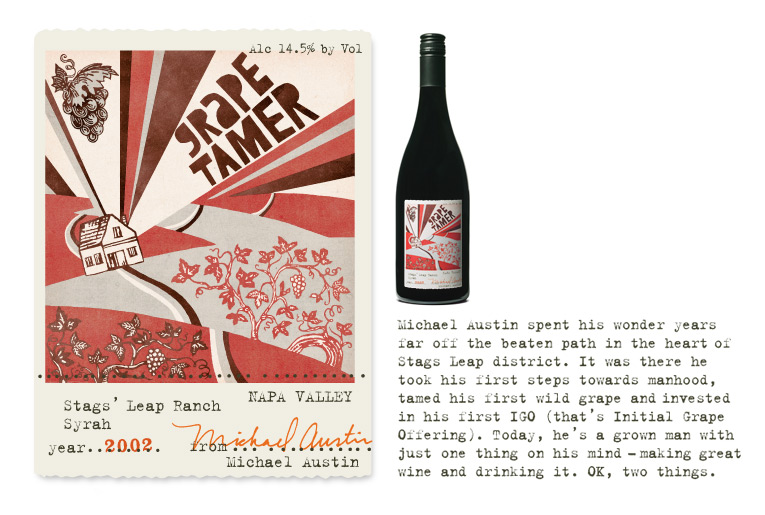 Alc 14.5% by Vol
grape
TAMER
NAPA VALLEY
Stags' Leap Ranch
Syrah
year..2002. from
Michael Austin
Michael Austin
GRAPE
TAMER
Michael Austin spent his wonder years
far off the beaten path in the heart of
Stags Leap district. It was there he
took his first steps towards manhood,
tamed his first wild grape and invested
in his first IGO (that's Initial Grape
Offering). Today, he's a grown man with
just one thing on his mind – making great
wine and drinking it. OK, two things.